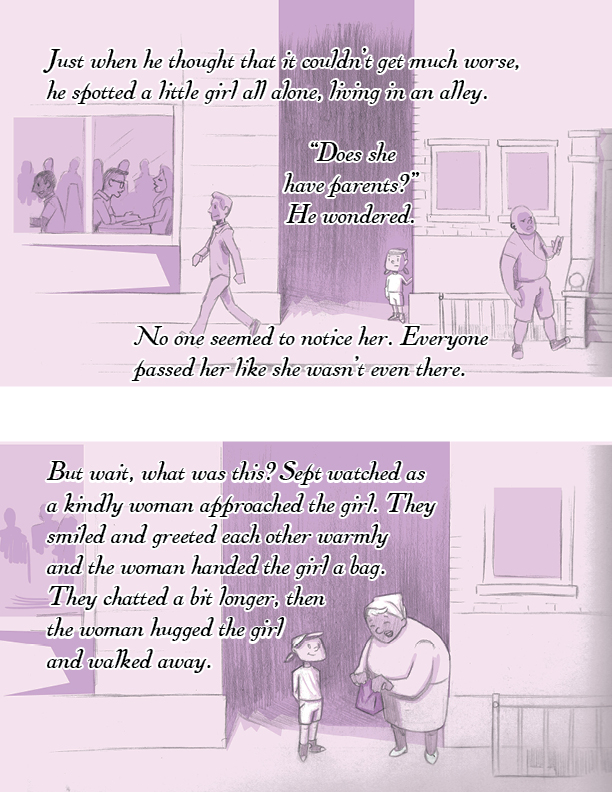 Just when he thought that it couldn't get much worse,
he spotted a little girl all alone, living in an alley.
“Does she
have parents?”
He wondered.
No one seemed to notice her. Everyone
passed her like she wasn't even there.
But wait, what was this? Sept watched as
a kindly woman approached the girl. They
smiled and greeted each other warmly
and the woman handed the girl a bag.
They chatted a bit longer, then
the woman hugged the girl
and walked away.